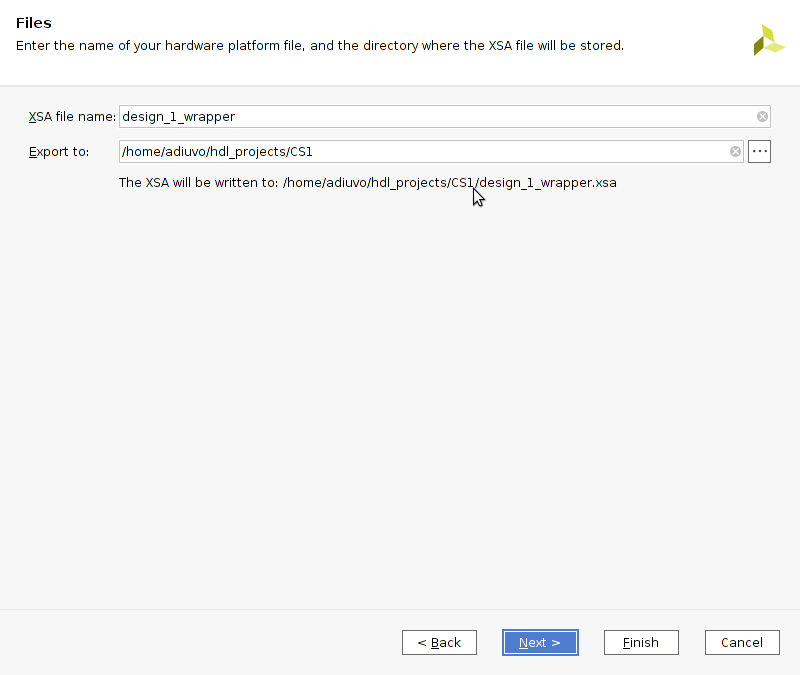 Files
Enter the name of your hardware platform file, and the directory where the XSA file will be stored.
XSA file name: design_1_wrapper
Export to: /home/adiuvo/hdl_projects/CS1 ...
The XSA will be written to: /home/adiuvo/hdl_projects/CS1/design_1_wrapper.xsa
< Back Next > Finish Cancel